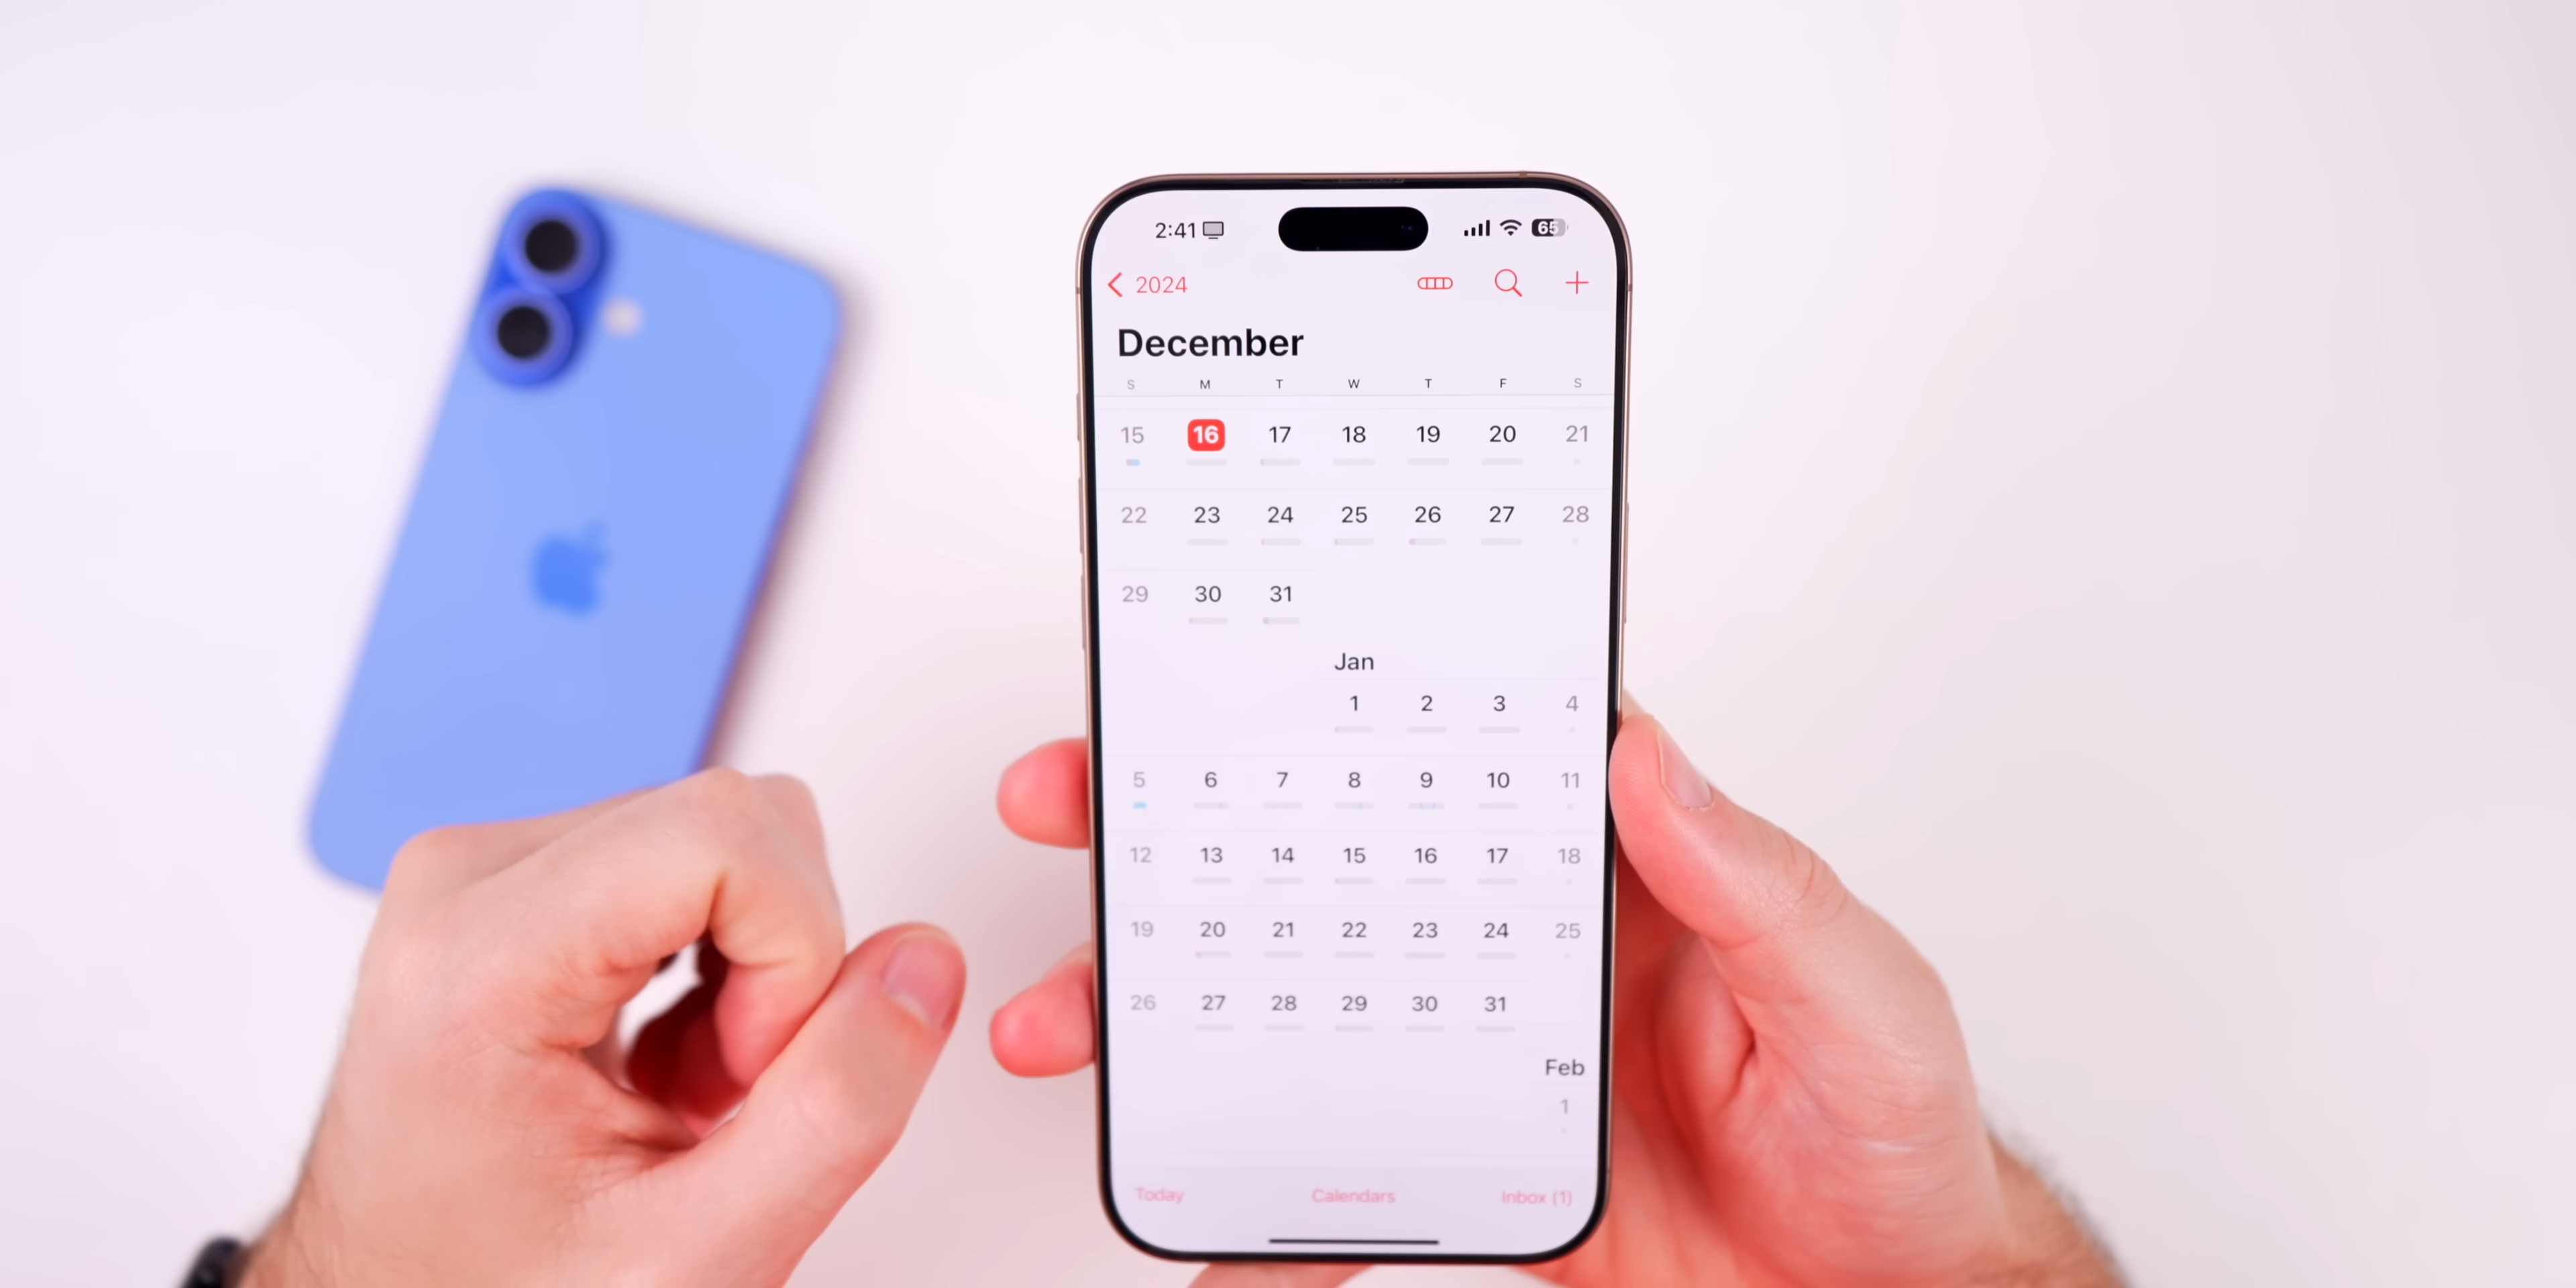 2:41 65
2024
December
S M T W T F S
15 16 17 18 19 20 21
22 23 24 25 26 27 28
29 30 31
Jan
1 2 3 4
5 6 7 8 9 10 11
12 13 14 15 16 17 18
19 20 21 22 23 24 25
26 27 28 29 30 31
Feb
1
Today Calendars Inbox (1)